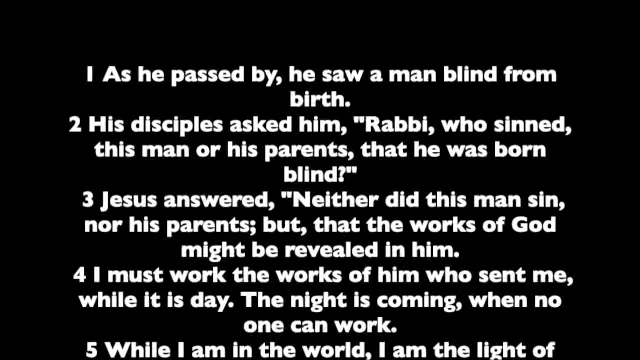 1 As he passed by, he saw a man blind from
birth.
2 His disciples asked him, "Rabbi, who sinned,
this man or his parents, that he was born
blind?"
3 Jesus answered, "Neither did this man sin,
nor his parents; but, that the works of God
might be revealed in him.
4 I must work the works of him who sent me,
while it is day. The night is coming, when no
one can work.
5 While I am in the world, I am the light of